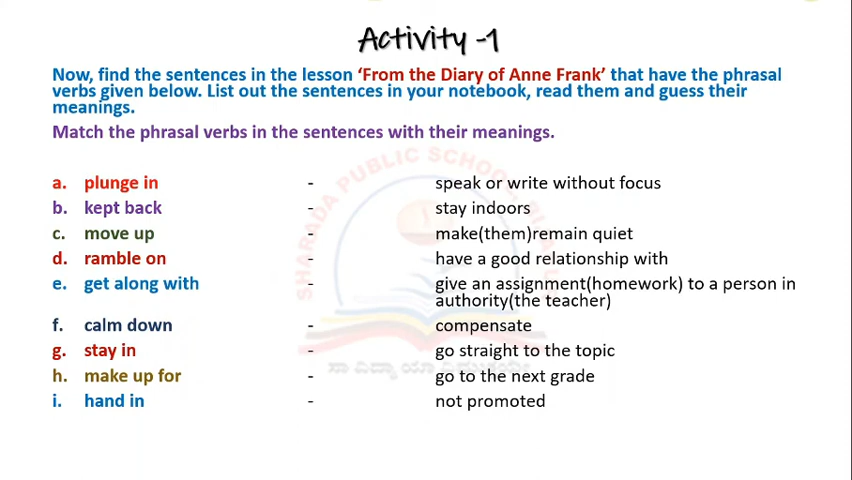 Activity -1
Now, find the sentences in the lesson ‘From the Diary of Anne Frank’ that have the phrasal
verbs given below. List out the sentences in your notebook, read them and guess their
meanings.
Match the phrasal verbs in the sentences with their meanings.
a. plunge in - speak or write without focus
b. kept back - stay indoors
c. move up - make(them)remain quiet
d. ramble on - have a good relationship with
e. get along with - give an assignment(homework) to a person in
authority(the teacher)
f. calm down - compensate
g. stay in - go straight to the topic
h. make up for - go to the next grade
i. hand in - not promoted
SHARADA PUBLIC SCHOOL